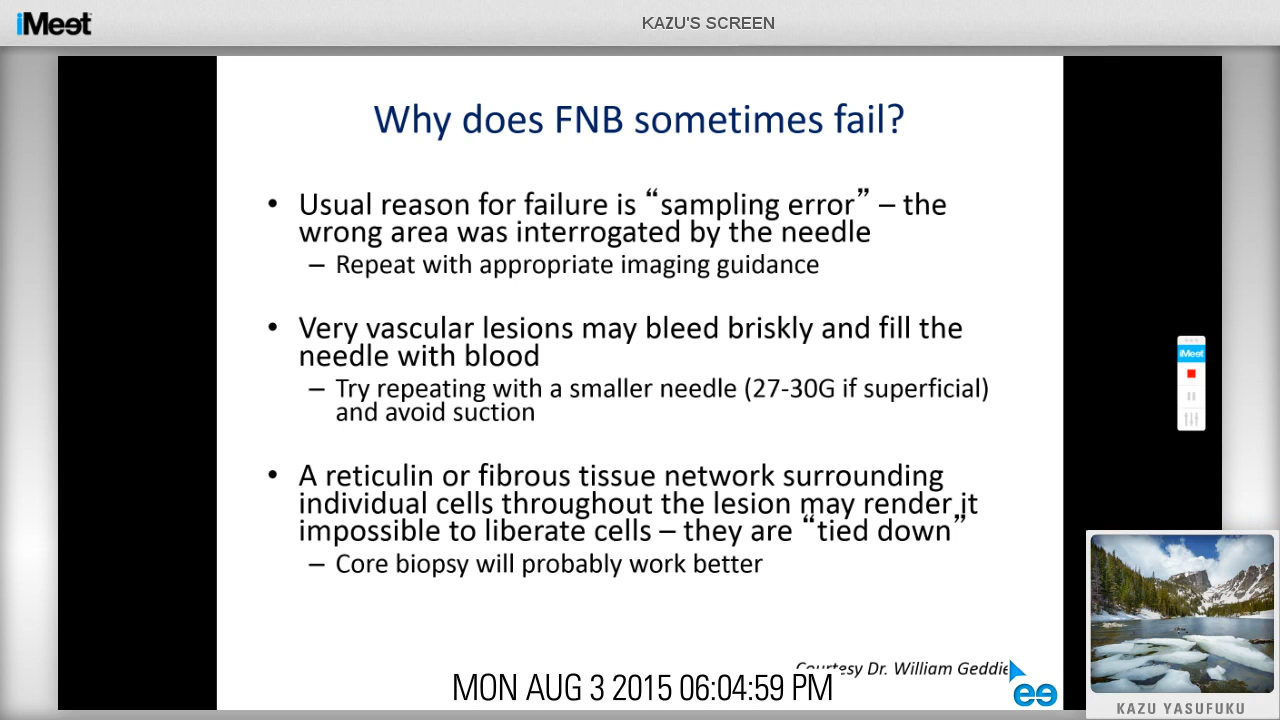 iMeet
KAZU'S SCREEN
Why does FNB sometimes fail?
• Usual reason for failure is “sampling error” – the
wrong area was interrogated by the needle
– Repeat with appropriate imaging guidance
• Very vascular lesions may bleed briskly and fill the
needle with blood
– Try repeating with a smaller needle (27-30G if superficial)
and avoid suction
• A reticulin or fibrous tissue network surrounding
individual cells throughout the lesion may render it
impossible to liberate cells – they are “tied down”
– Core biopsy will probably work better
iMeet
Courtesy Dr. William Geddie
MON AUG 3 2015 06:04:59 PM
ee
KAZU YASUFUKU